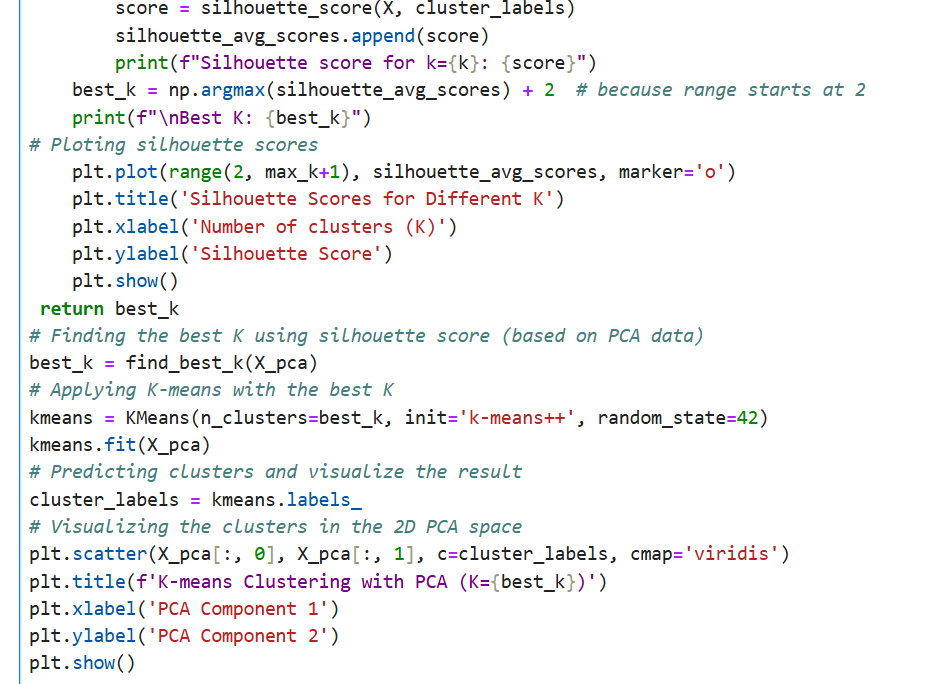 score = silhouette_score(X, cluster_labels)
        silhouette_avg_scores.append(score)
        print(f"Silhouette score for k={k}: {score}")
    best_k = np.argmax(silhouette_avg_scores) + 2  # because range starts at 2
    print(f"\nBest K: {best_k}")
# Ploting silhouette scores
    plt.plot(range(2, max_k+1), silhouette_avg_scores, marker='o')
    plt.title('Silhouette Scores for Different K')
    plt.xlabel('Number of clusters (K)')
    plt.ylabel('Silhouette Score')
    plt.show()
 return best_k
# Finding the best K using silhouette score (based on PCA data)
best_k = find_best_k(X_pca)
# Applying K-means with the best K
kmeans = KMeans(n_clusters=best_k, init='k-means++', random_state=42)
kmeans.fit(X_pca)
# Predicting clusters and visualize the result
cluster_labels = kmeans.labels_
# Visualizing the clusters in the 2D PCA space
plt.scatter(X_pca[:, 0], X_pca[:, 1], c=cluster_labels, cmap='viridis')
plt.title(f'K-means Clustering with PCA (K={best_k})')
plt.xlabel('PCA Component 1')
plt.ylabel('PCA Component 2')
plt.show()